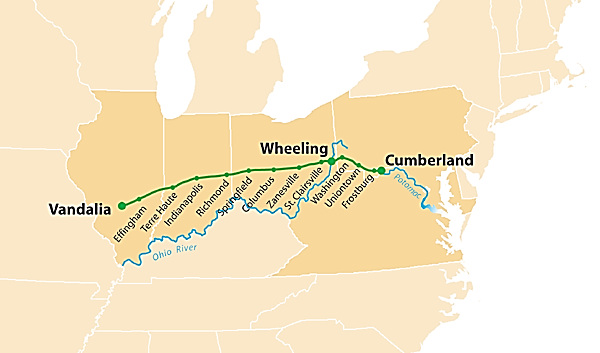 Wheeling
Cumberland
Vandalia
Effingham
Terre Haute
Indianapolis
Richmond
Springfield
Columbus
Zanesville
St. Clairsville
Washington
Uniontown
Frostburg
Potomac
Ohio River